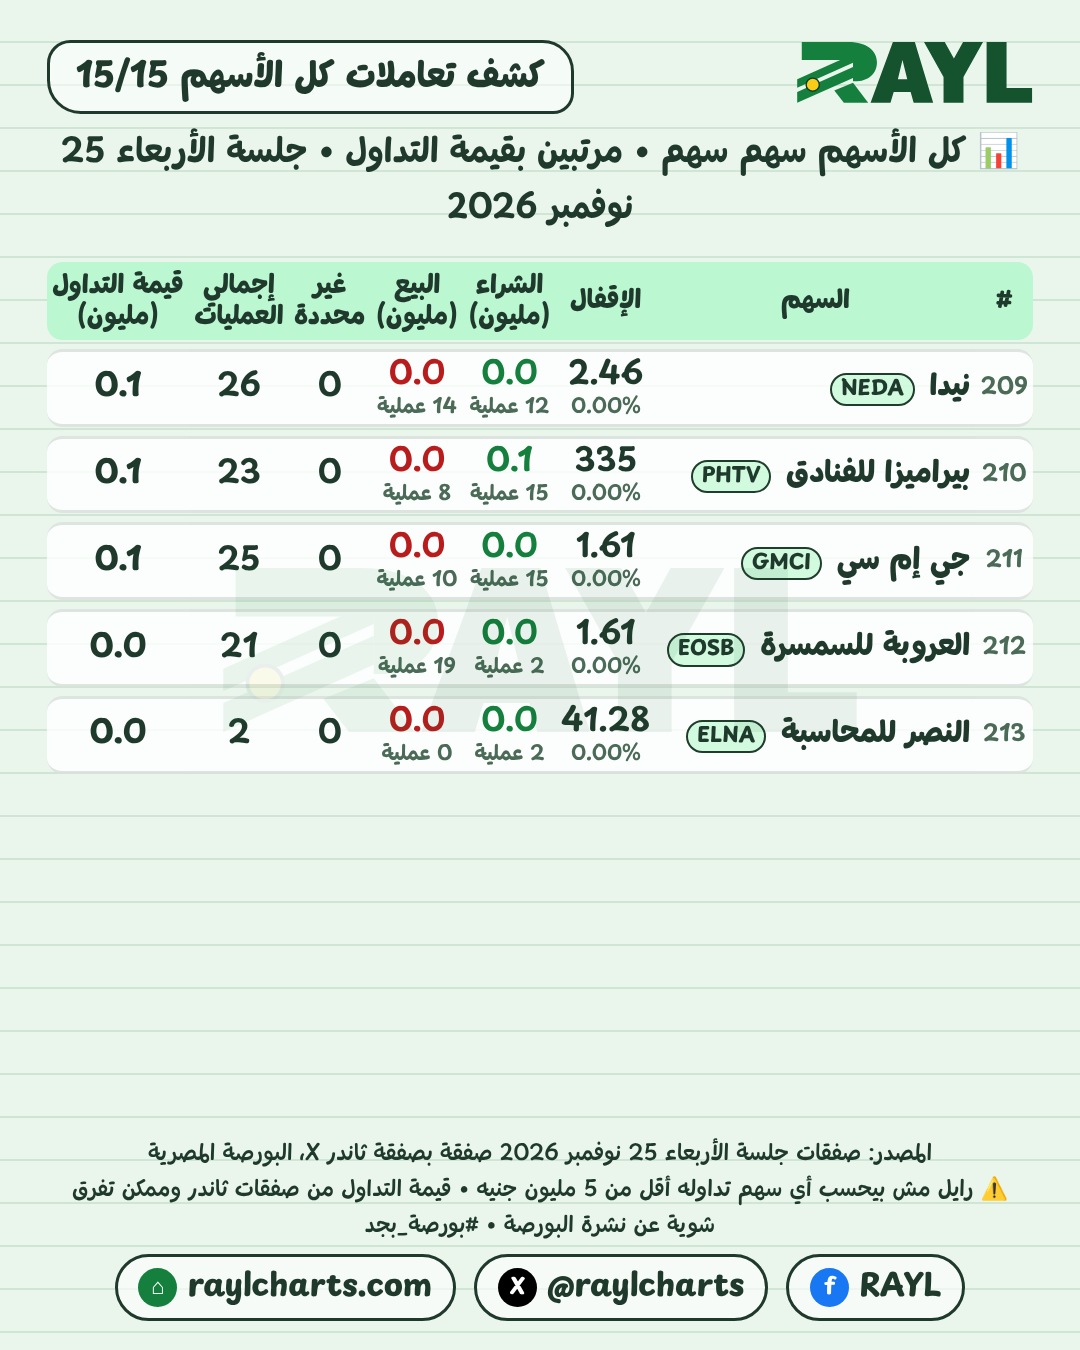 RAYL
كشف تعاملات كل الأسهم 15/15
📊 كل الأسهم سهم سهم • مرتبين بقيمة التداول • جلسة الأربعاء 25
نوفمبر 2026
# السهم الإقفال الشراء (مليون) البيع (مليون) غير محددة إجمالي العمليات قيمة التداول (مليون)
209 نيدا NEDA 2.46 0.0 0.0 0 26 0.1
0.00% 12 عملية 14 عملية
210 بيراميزا للفنادق PHTV 335 0.1 0.0 0 23 0.1
0.00% 15 عملية 8 عملية
211 جي إم سي GMCI 1.61 0.0 0.0 0 25 0.1
0.00% 15 عملية 10 عملية
212 العروبة للسمسرة EOSB 1.61 0.0 0.0 0 21 0.0
0.00% 2 عملية 19 عملية
213 النصر للمحاسبة ELNA 41.28 0.0 0.0 0 2 0.0
0.00% 2 عملية 0 عملية
RAYL
المصدر: صفقات جلسة الأربعاء 25 نوفمبر 2026 صفقة بصفقة ثاندر X، البورصة المصرية
⚠️ رايل مش بيحسب أي سهم تداوله أقل من 5 مليون جنيه • قيمة التداول من صفقات ثاندر وممكن تفرق
شوية عن نشرة البورصة • #بورصة_بجد
RAYL
@raylcharts
raylcharts.com